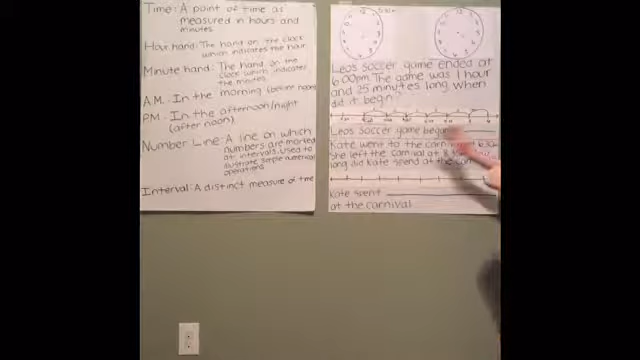 Time: A point of time as
measured in hours and
minutes
Hour hand: The hand on the clock
which indicates the hour
Minute hand: The hand on the
clock which indicates
the minutes
A.M: In the morning (before noon)
PM: In the afternoon/night
(after noon)
Number Line: A line on which
numbers are marked
at intervals, used to
illustrate simple numerical
operations
Interval: A distinct measure of time
Leos Soccer game ended at
6:00pm. The game was 1 hour
and 25 minutes long when
did it begin?
Leos Soccer game began
Kate went to the
She left the carnival at 8
long did Kate spend at the
Kate spent
at the carnival